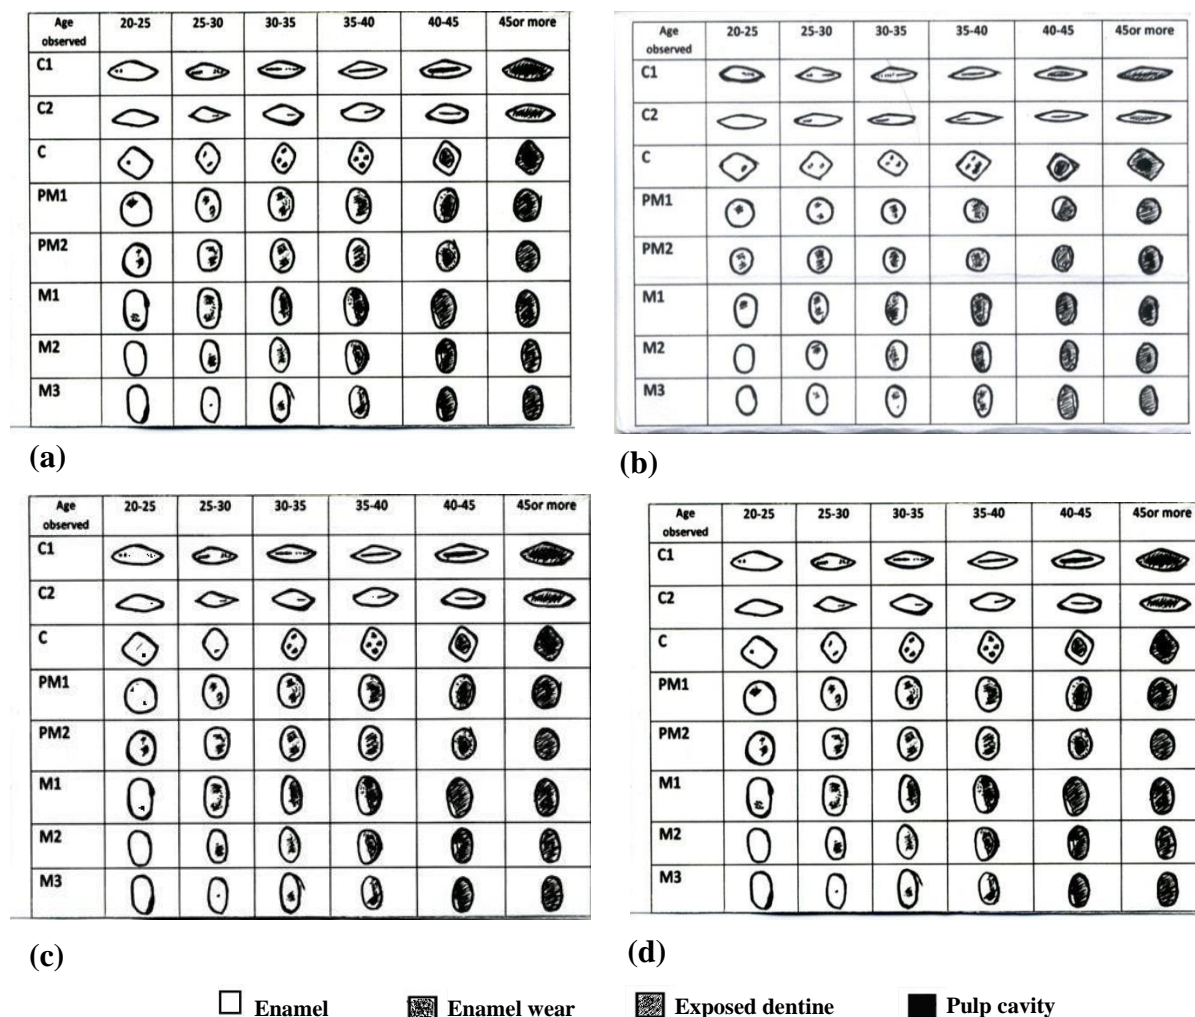 Age observed 20-25 25-30 30-35 35-40 40-45 45or more
C1
C2
C
PM1
PM2
M1
M2
M3
(a)
Age observed 20-25 25-30 30-35 35-40 40-45 45or more
C1
C2
C
PM1
PM2
M1
M2
M3
(b)
Age observed 20-25 25-30 30-35 35-40 40-45 45or more
C1
C2
C
PM1
PM2
M1
M2
M3
(c)
Age observed 20-25 25-30 30-35 35-40 40-45 45or more
C1
C2
C
PM1
PM2
M1
M2
M3
(d)
Enamel Enamel wear Exposed dentine Pulp cavity